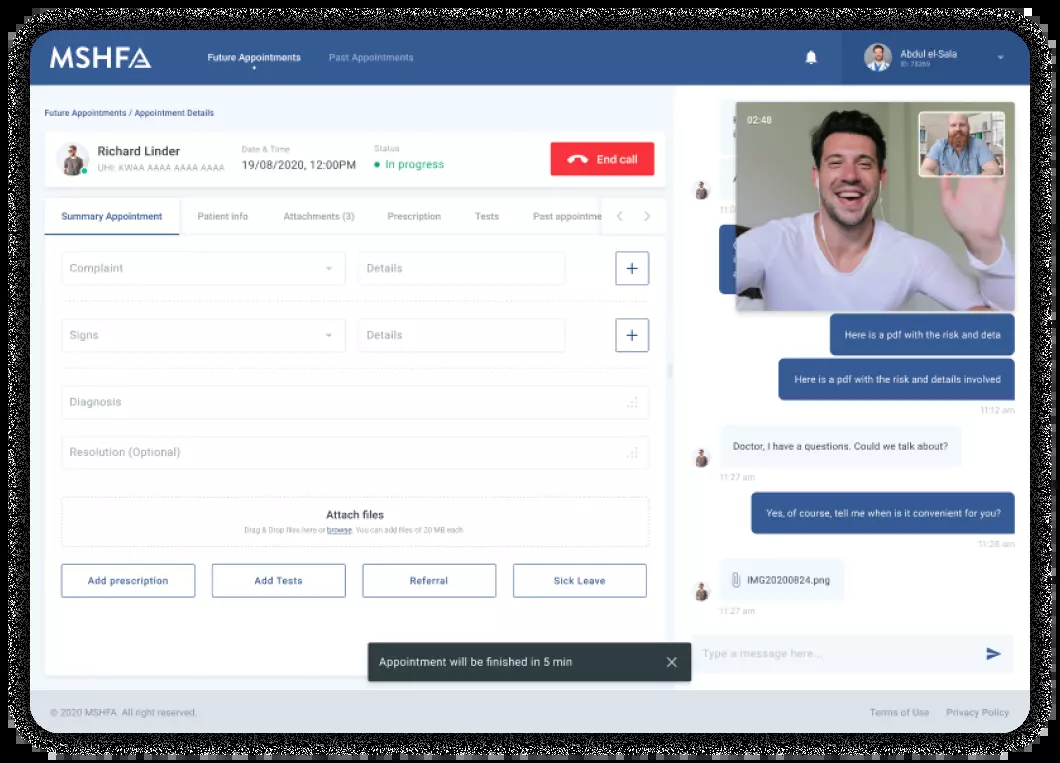 MSHFA
Future Appointments
Past Appointments
Abdul el-Sala
ID: 78269
Future Appointments / Appointment Details
Richard Linder
UHI: KWAA AAAA AAAA AAAA
Date & Time
19/08/2020, 12:00PM
Status
In progress
End call
Summary Appointment
Patient info
Attachments (3)
Prescription
Tests
Past appointme
Complaint
Details
Signs
Details
Diagnosis
Resolution (Optional)
Attach files
Drag & Drop files here or browse. You can add files of 20 MB each
Add prescription
Add Tests
Referral
Sick Leave
02:48
Here is a pdf with the risk and deta
Here is a pdf with the risk and details involved
11:12 am
Doctor, I have a questions. Could we talk about?
11:27 am
Yes, of course, tell me when is it convenient for you?
11:26 am
IMG20200824.png
11:27 am
Type a message here...
Appointment will be finished in 5 min
© 2020 MSHFA. All right reserved.
Terms of Use
Privacy Policy